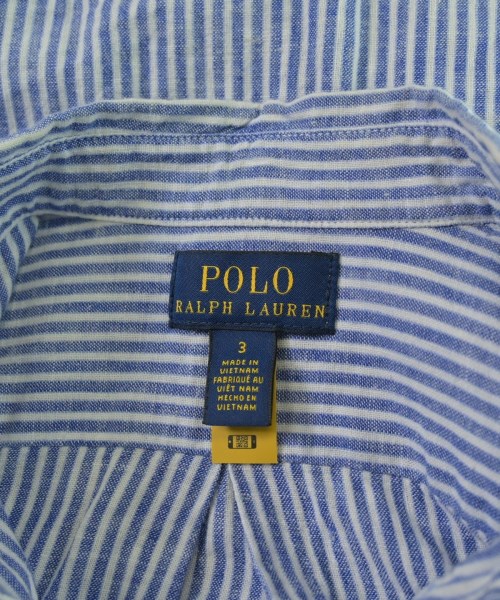 POLO
RALPH LAUREN
3
MADE IN
VIETNAM
FABRIQUÉ AU
VIÊT NAM
HECHO EN
VIETNAM